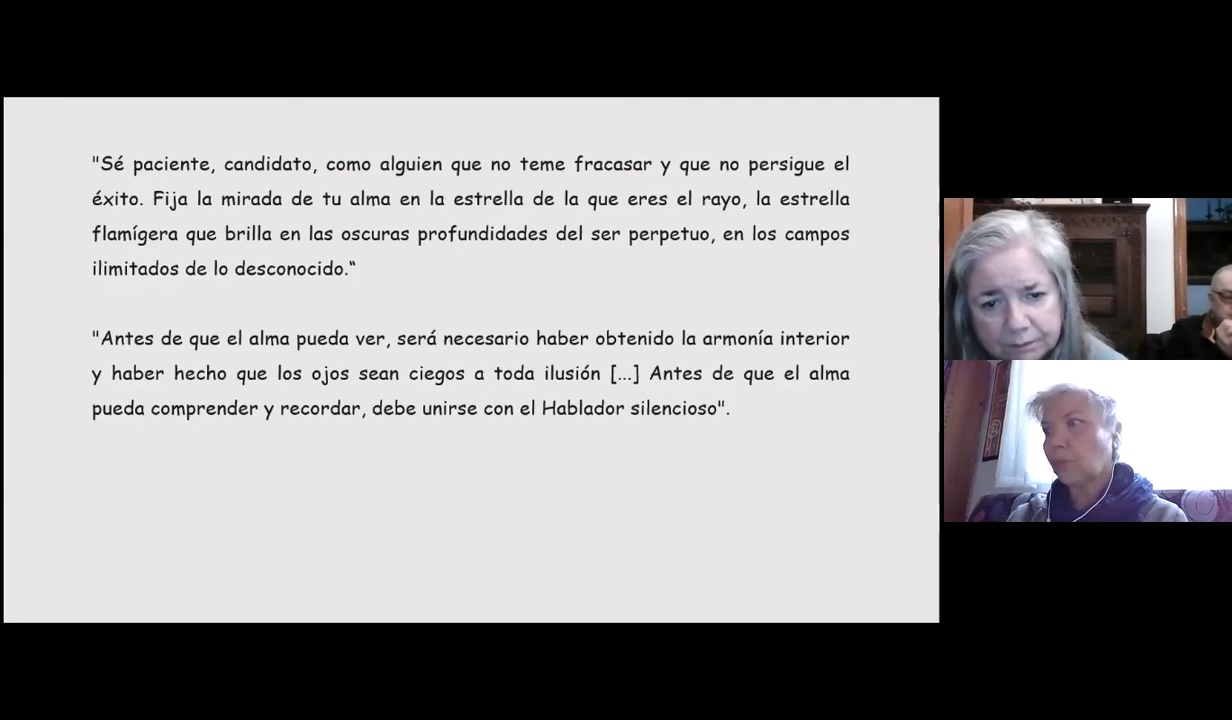 "Sé paciente, candidato, como alguien que no teme fracasar y que no persigue el
éxito. Fija la mirada de tu alma en la estrella de la que eres el rayo, la estrella
flamígera que brilla en las oscuras profundidades del ser perpetuo, en los campos
ilimitados de lo desconocido.“
"Antes de que el alma pueda ver, será necesario haber obtenido la armonía interior
y haber hecho que los ojos sean ciegos a toda ilusión [...] Antes de que el alma
pueda comprender y recordar, debe unirse con el Hablador silencioso".